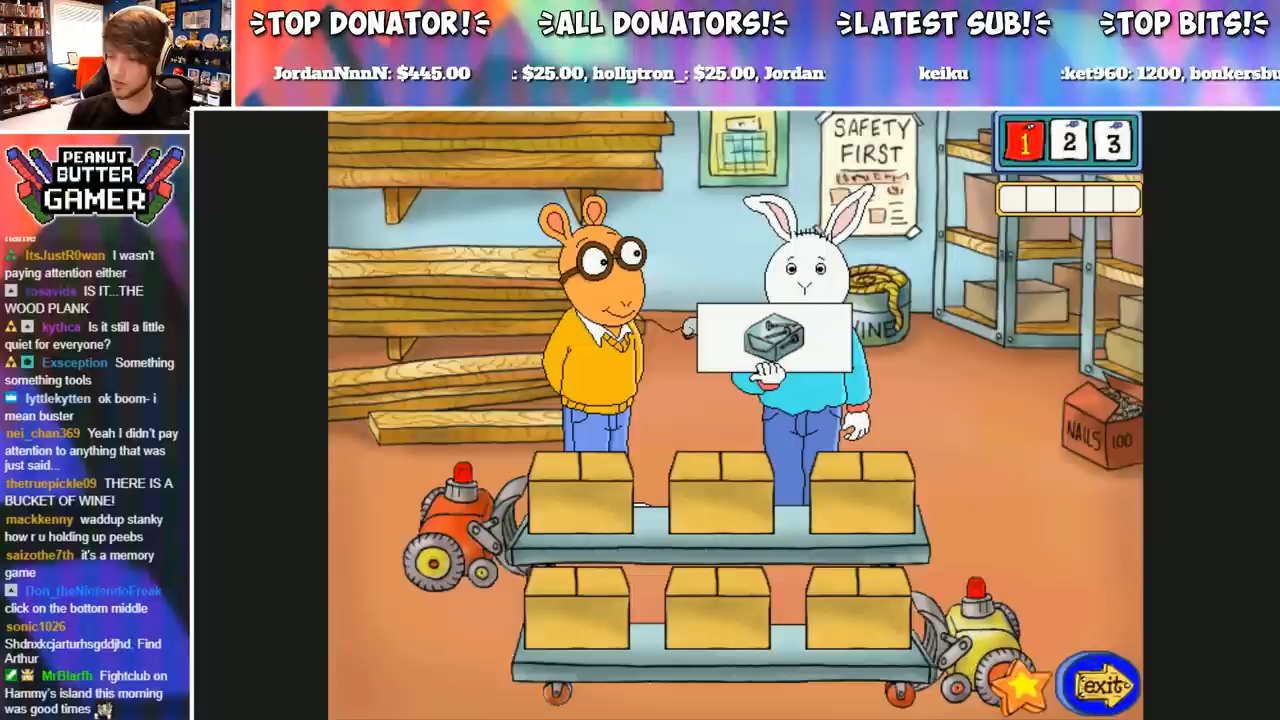 TOP DONATOR!
ALL DONATORS!
LATEST SUB!
TOP BITS!
JordanNnnN: $445.00
: $25.00, hollytron_: $25.00, Jordan
keiku
:ket960: 1200, bonkersbu
PEANUT
BUTTER
GAMER
ItsJustR0wan I wasn't
paying attention either
rosavids IS IT...THE
WOOD PLANK
kythca Is it still a little
quiet for everyone?
Exsception Something
something tools
lyttlekytten ok boom- i
mean buster
nei_chan369 Yeah I didn't pay
attention to anything that was
just said...
thetruepickle09 THERE IS A
BUCKET OF WINE!
mackkenny waddup stanky
how r u holding up peebs
saizothe7th it's a memory
game
Don_theNintendoFreak
click on the bottom middle
sonic1026
Shdnxkcjarturhsgddjhd. Find
Arthur
MrBlarfh Fightclub on
Hammy's island this morning
was good times
SAFETY
FIRST
1 2 3
INE
NAILS 100
exit